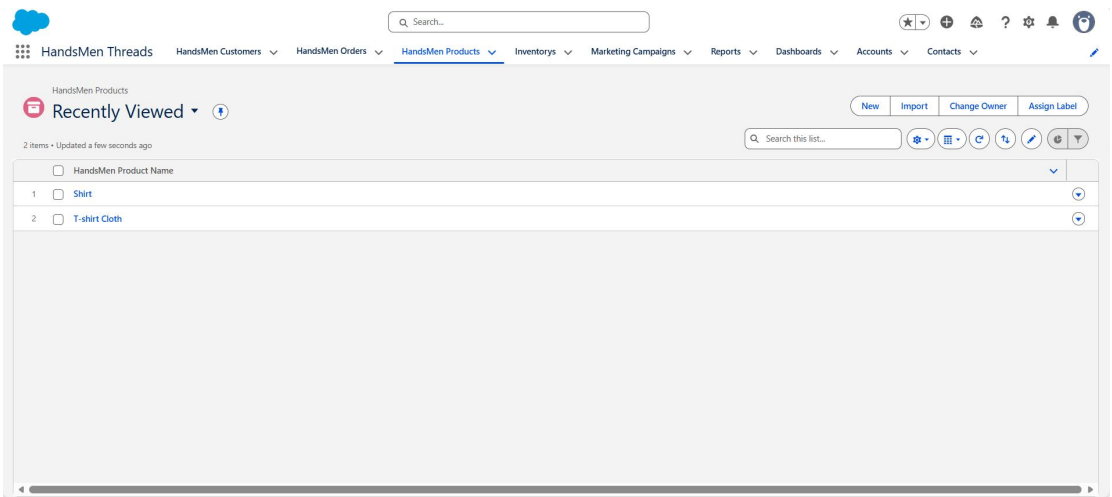 Search...
HandsMen Threads HandsMen Customers HandsMen Orders HandsMen Products Inventorys Marketing Campaigns Reports Dashboards Accounts Contacts
HandsMen Products
Recently Viewed
New Import Change Owner Assign Label
2 items • Updated a few seconds ago
Search this list...
HandsMen Product Name
1 Shirt
2 T-shirt Cloth